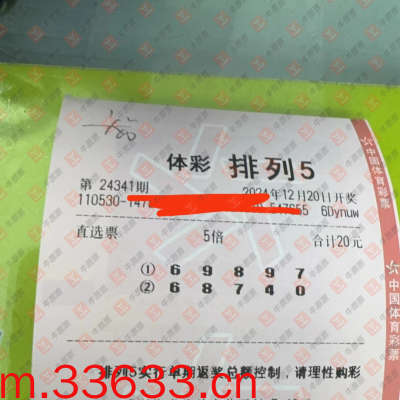 体彩 排列5
第 24341期 2024年12月20日开奖
110530- 6Dynuw
直选票 5倍 合计20元
① 6 9 8 9 7
② 6 8 7 4 0
排列5实行单期返奖总额控制，请理性购彩
中国体育彩票
中国体育彩票
m.33633.cn